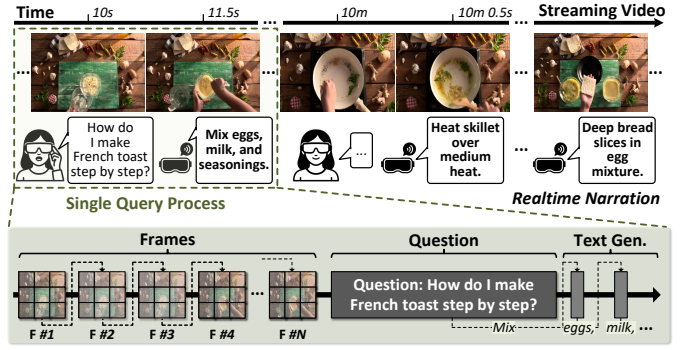 Time
10s
11.5s
...
10m
10m 0.5s
...
Streaming Video
...
...
...
How do
I make
French toast
step by step?
Mix eggs,
milk, and
seasonings.
...
Heat skillet
over
medium
heat.
...
Deep bread
slices in
egg
mixture.
Single Query Process
Realtime Narration
Frames
Question
Text Gen.
...
Question: How do I make
French toast step by step?
F #1
F #2
F #3
F #4
F #N
Mix
eggs,
milk,
...